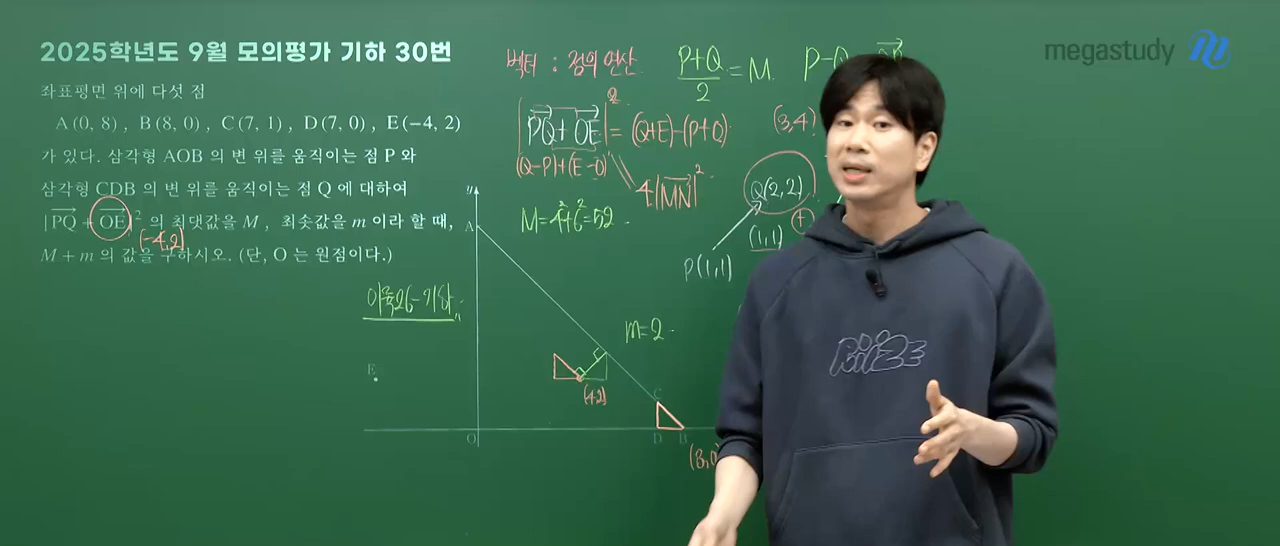 2025학년도 9월 모의평가 기하 30번
좌표평면 위에 다섯 점
A(0, 8), B(8, 0), C(7, 1), D(7, 0), E(−4, 2)
가 있다. 삼각형 AOB 의 변 위를 움직이는 점 P 와
삼각형 CDB 의 변 위를 움직이는 점 Q 에 대하여
|PQ + OE|² 의 최댓값을 M, 최솟값을 m 이라 할 때,
(-4,2)
M + m 의 값을 구하시오. (단, O 는 원점이다.)
벡터 : 점의 연산
P+Q/2 = M
|PQ+OE|² = (Q+E)-(P+O)
(Q-P)+(E-O)
4|MN|²
M=4²+6²=52
m=2
(3,4)
Q(2,2)
(1,1)
P(1,1)
(4,2)
y
A
E
O
C
D
B
megastudy
RIIZE